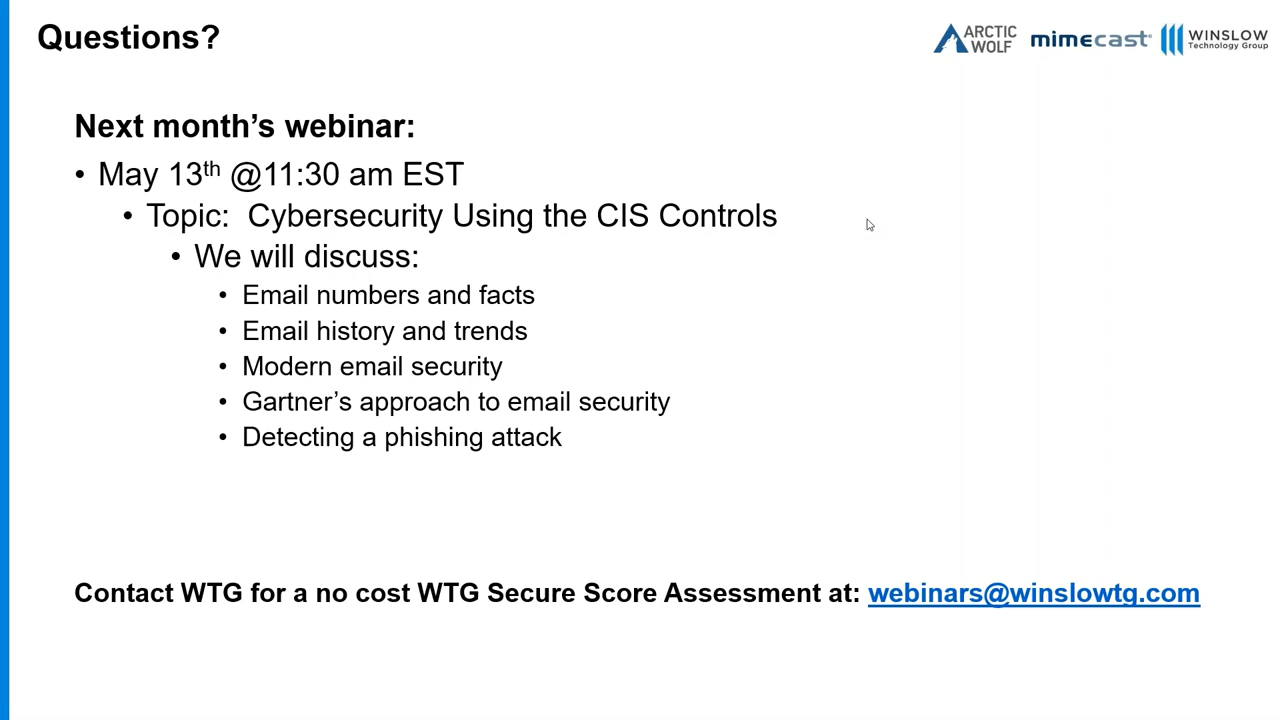 Questions?
ARCTIC WOLF mimecast® WINSLOW Technology Group
Next month’s webinar:
• May 13th @11:30 am EST
• Topic:  Cybersecurity Using the CIS Controls
• We will discuss:
• Email numbers and facts
• Email history and trends
• Modern email security
• Gartner’s approach to email security
• Detecting a phishing attack
Contact WTG for a no cost WTG Secure Score Assessment at: webinars@winslowtg.com